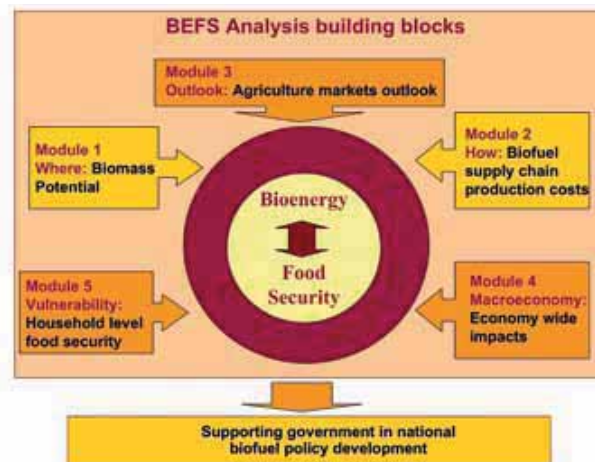 BEFS Analysis building blocks
Module 3
Outlook: Agriculture markets outlook
Module 1
Where: Biomass
Potential
Module 2
How: Biofuel
supply chain
production costs
Bioenergy
Food
Security
Module 5
Vulnerability:
Household level
food security
Module 4
Macroeconomy:
Economy wide
impacts
Supporting government in national
biofuel policy development